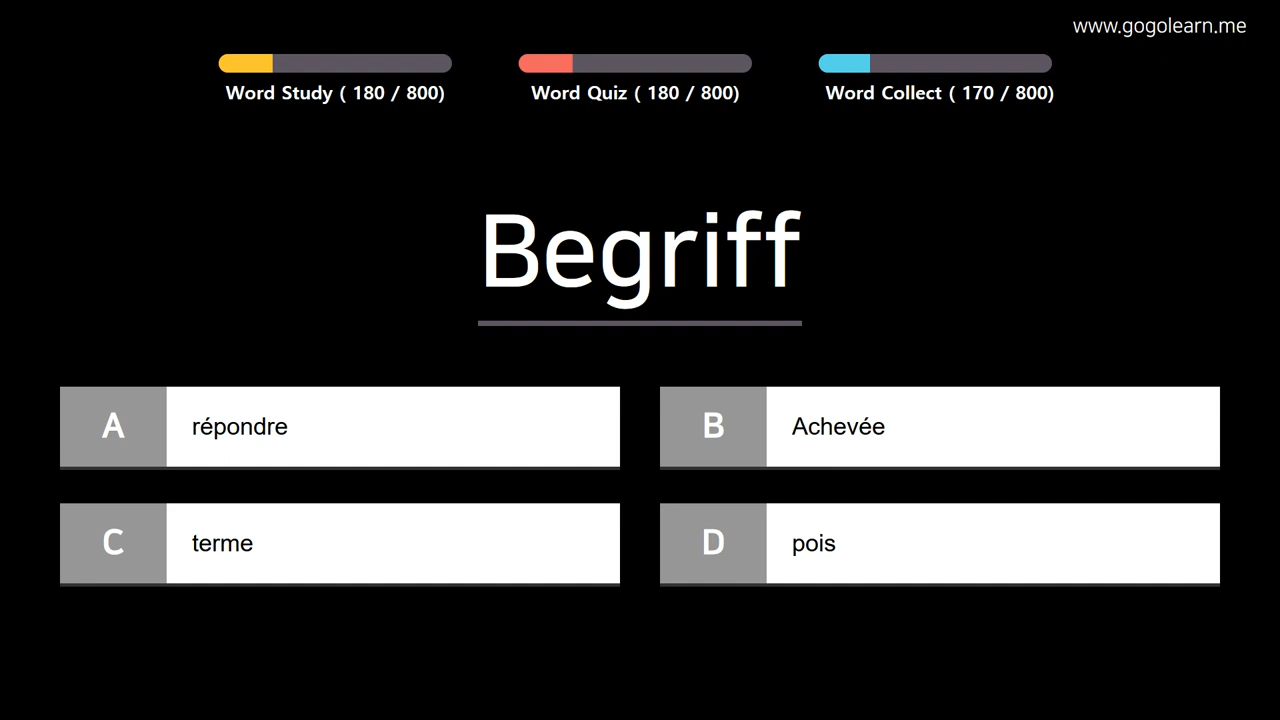 www.gogolearn.me
Word Study ( 180 / 800)
Word Quiz ( 180 / 800)
Word Collect ( 170 / 800)
Begriff
A répondre
B Achevée
C terme
D pois